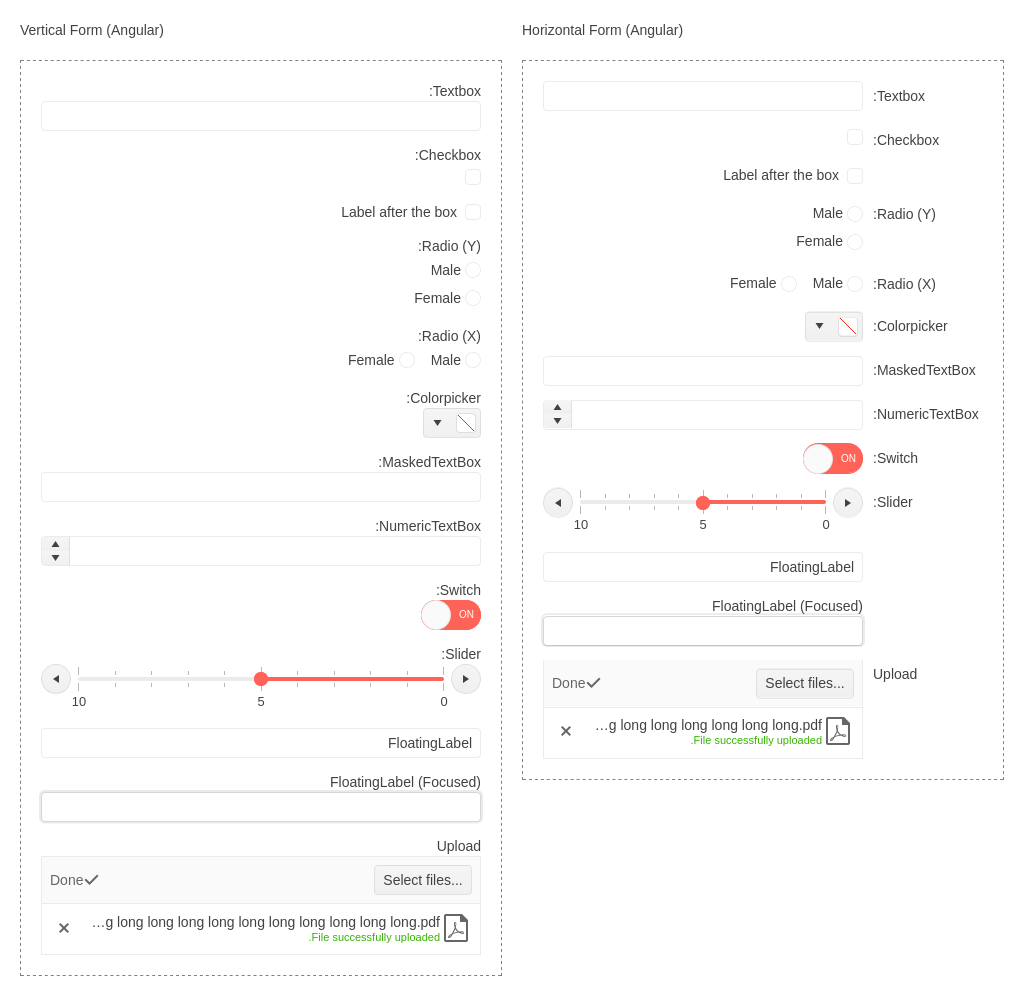 Vertical Form (Angular)
:Textbox
:Checkbox
Label after the box
:Radio (Y)
Male
Female
:Radio (X)
Female Male
:Colorpicker
:MaskedTextBox
:NumericTextBox
:Switch
ON
:Slider
10 5 0
FloatingLabel
FloatingLabel (Focused)
Upload
Done Select files...
...g long long long long long long long long long long.pdf
.File successfully uploaded
Horizontal Form (Angular)
:Textbox
:Checkbox
Label after the box
Male :Radio (Y)
Female
Female Male :Radio (X)
:Colorpicker
:MaskedTextBox
:NumericTextBox
ON :Switch
:Slider
10 5 0
FloatingLabel
FloatingLabel (Focused)
Upload
Done Select files...
...g long long long long long long.pdf
.File successfully uploaded